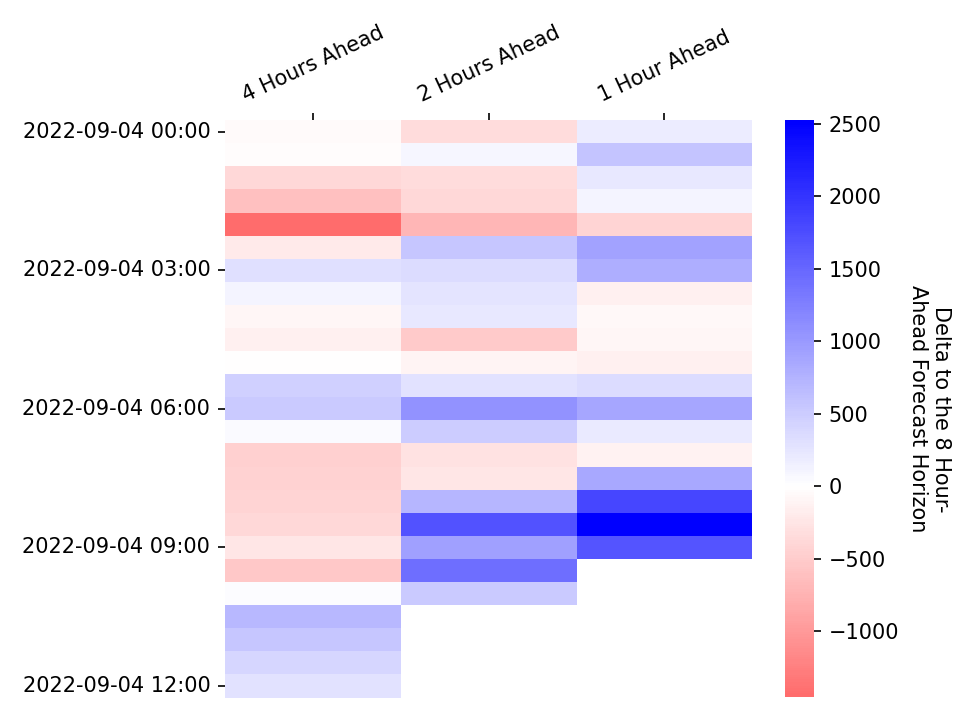 4 Hours Ahead
2 Hours Ahead
1 Hour Ahead
2022-09-04 00:00
2022-09-04 03:00
2022-09-04 06:00
2022-09-04 09:00
2022-09-04 12:00
2500
2000
1500
1000
500
0
−500
−1000
Delta to the 8 Hour-
Ahead Forecast Horizon